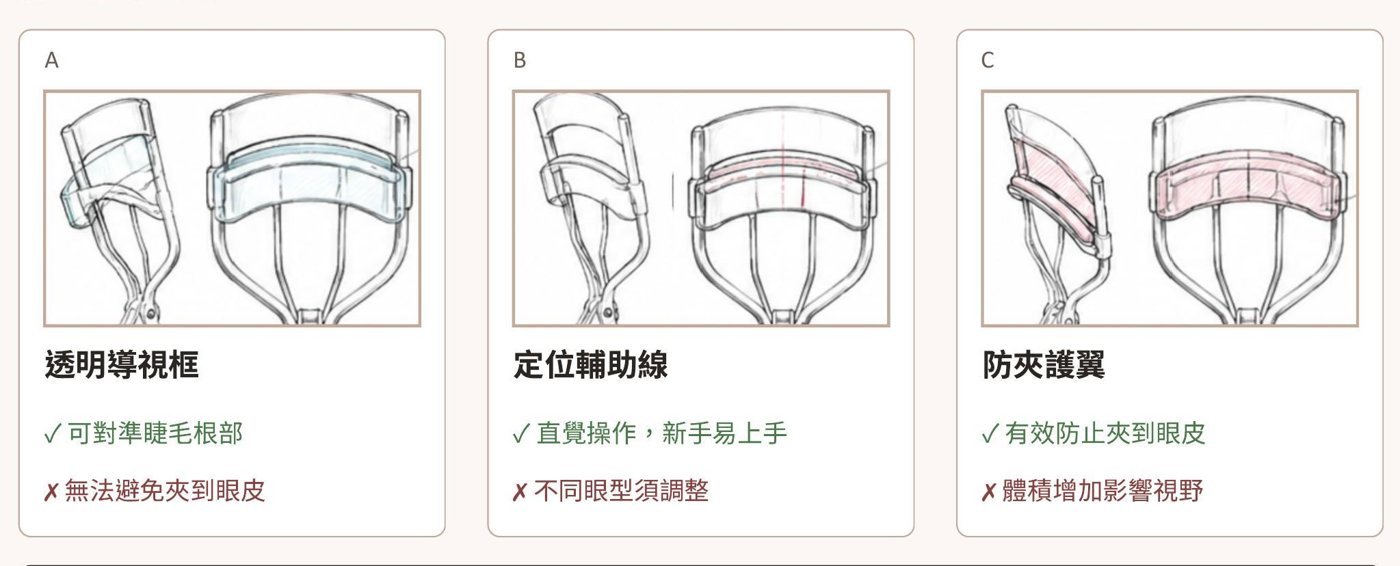 A
透明導視框
✓ 可對準睫毛根部
✗ 無法避免夾到眼皮
B
定位輔助線
✓ 直覺操作，新手易上手
✗ 不同眼型須調整
C
防夾護翼
✓ 有效防止夾到眼皮
✗ 體積增加影響視野